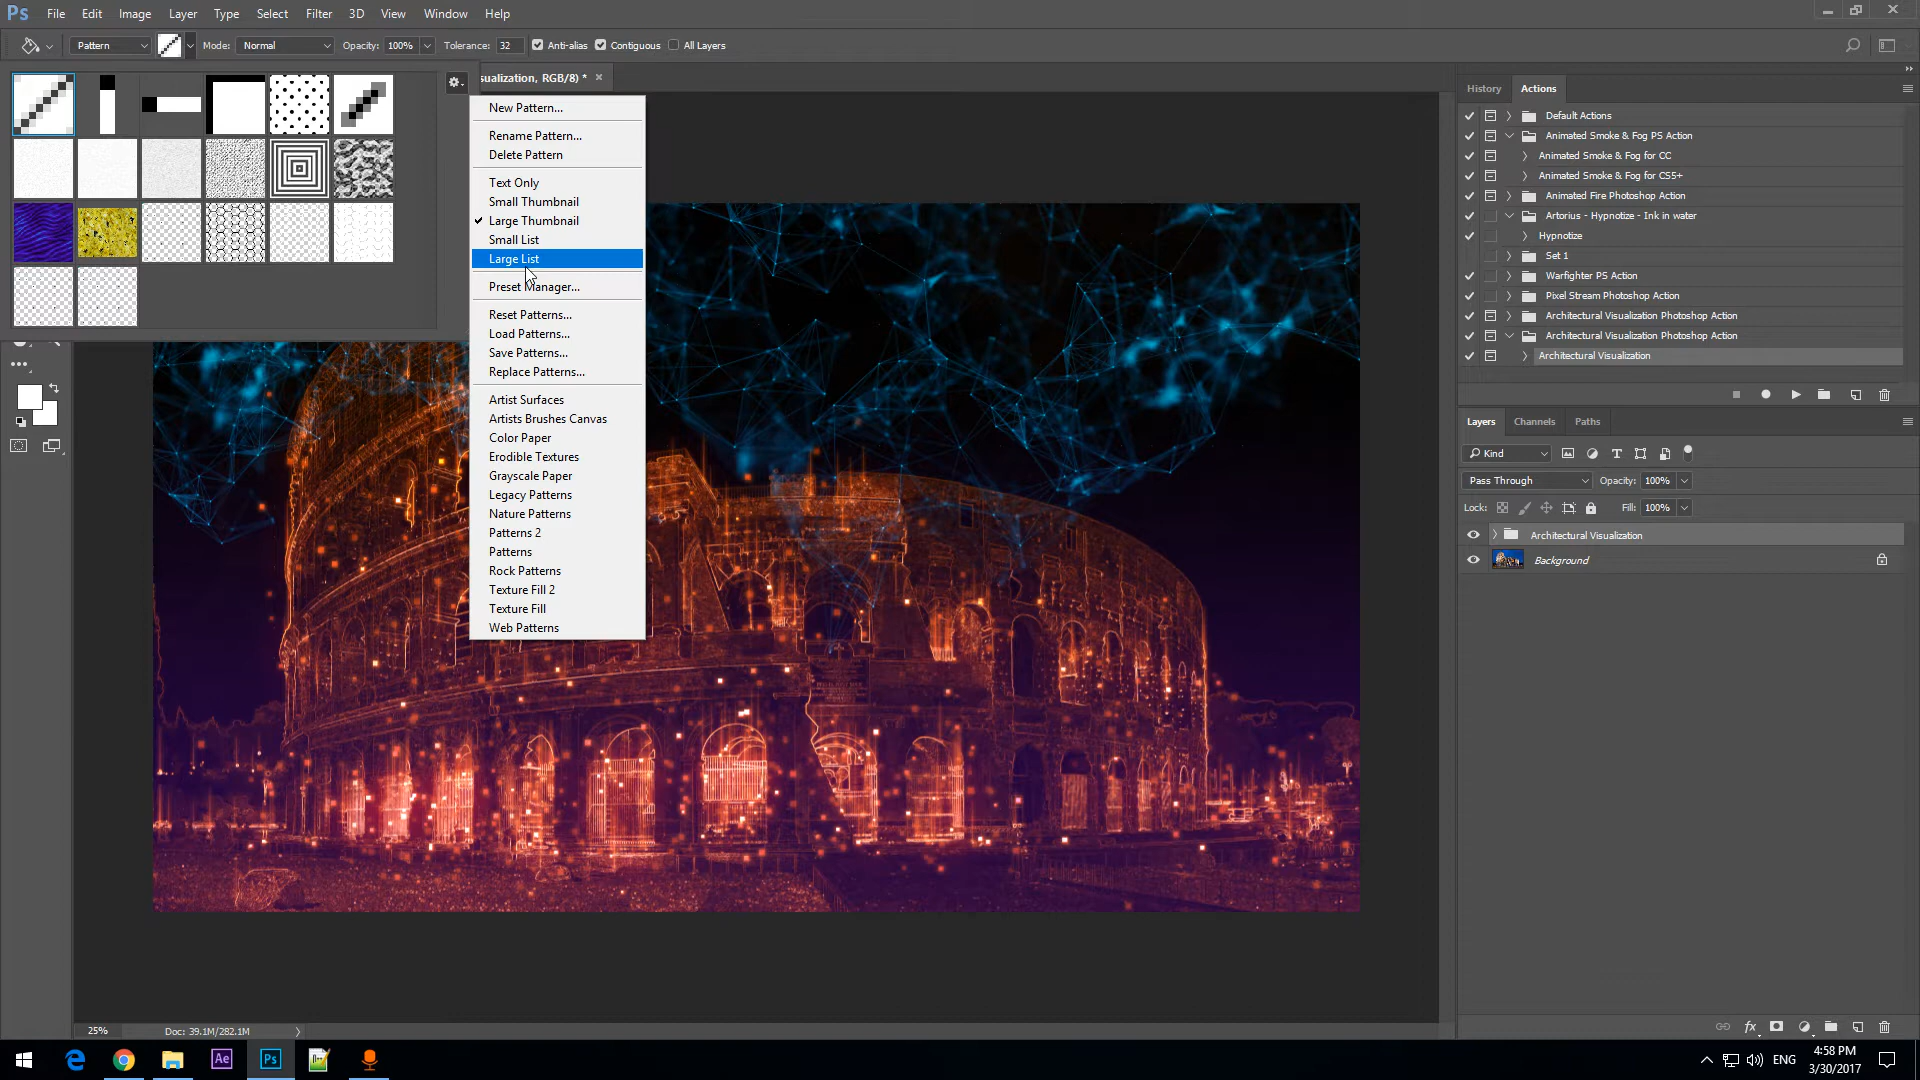 Ps File Edit Image Layer Type Select Filter 3D View Window Help
Pattern Mode: Normal Opacity: 100% Tolerance: 32 Anti-alias Contiguous All Layers
sualization, RGB/8) * ×
New Pattern...
Rename Pattern...
Delete Pattern
Text Only
Small Thumbnail
Large Thumbnail
Small List
Large List
Preset Manager...
Reset Patterns...
Load Patterns...
Save Patterns...
Replace Patterns...
Artist Surfaces
Artists Brushes Canvas
Color Paper
Erodible Textures
Grayscale Paper
Legacy Patterns
Nature Patterns
Patterns 2
Patterns
Rock Patterns
Texture Fill 2
Texture Fill
Web Patterns
History Actions
Default Actions
Animated Smoke & Fog PS Action
Animated Smoke & Fog for CC
Animated Smoke & Fog for CS5+
Animated Fire Photoshop Action
Artorius - Hypnotize - Ink in water
Hypnotize
Set 1
Warfighter PS Action
Pixel Stream Photoshop Action
Architectural Visualization Photoshop Action
Architectural Visualization Photoshop Action
Architectural Visualization
Layers Channels Paths
Kind
Pass Through Opacity: 100%
Lock: Fill: 100%
Architectural Visualization
Background
25% Doc: 39.1M/282.1M
Ae Ps
ENG
4:58 PM
3/30/2017